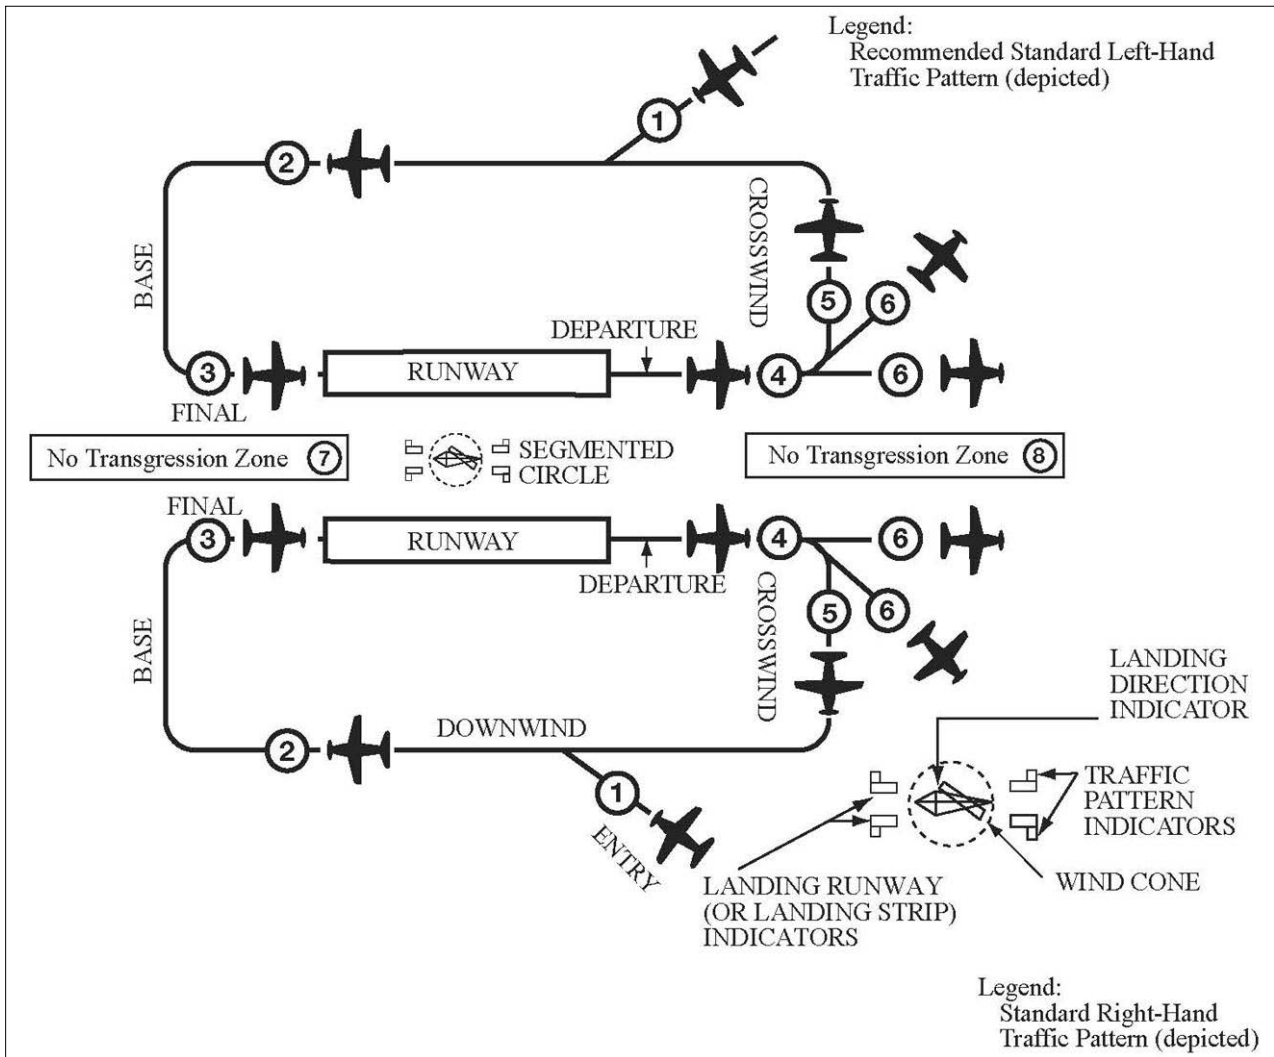 Legend:
Recommended Standard Left-Hand
Traffic Pattern (depicted)
1
2
CROSSWIND
BASE
5
6
DEPARTURE
3
RUNWAY
4
6
FINAL
No Transgression Zone 7
SEGMENTED
CIRCLE
No Transgression Zone 8
FINAL
3
RUNWAY
4
6
DEPARTURE
CROSSWIND
BASE
5
6
DOWNWIND
2
1
ENTRY
LANDING
DIRECTION
INDICATOR
TRAFFIC
PATTERN
INDICATORS
WIND CONE
LANDING RUNWAY
(OR LANDING STRIP)
INDICATORS
Legend:
Standard Right-Hand
Traffic Pattern (depicted)